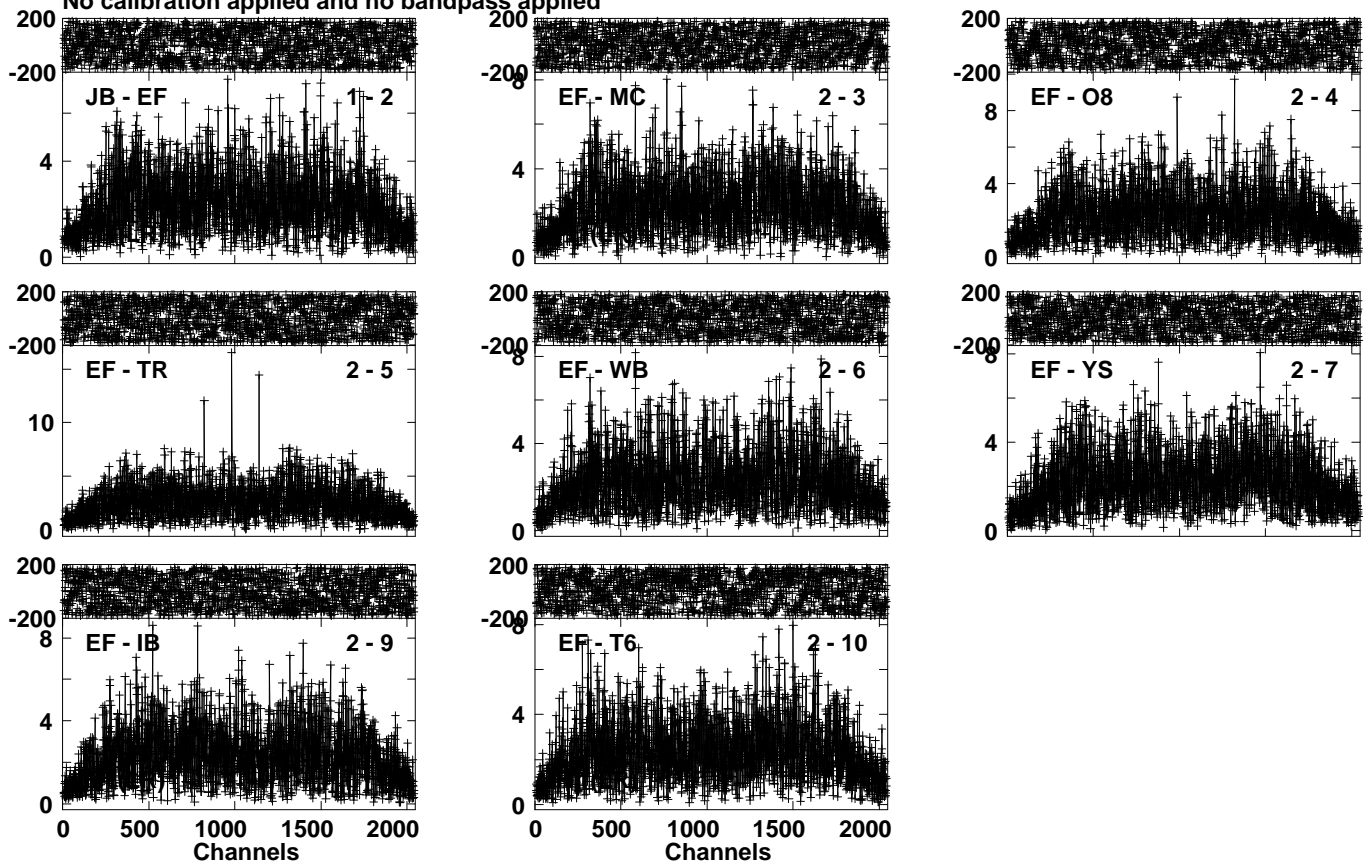 No calibration applied and no bandpass applied
200 200 200
-200 -200 -200
JB - EF 1 - 2 EF - MC 2 - 3 EF - O8 2 - 4
8 8
4 4 4
0 0 0
200 200 200
-200 -200 -200
EF - TR 2 - 5 EF - WB 2 - 6 EF - YS 2 - 7
8 8
10 4 4
0 0 0
200 200
-200 -200
EF - IB 2 - 9 EF - T6 2 - 10
8 8
4 4
0 0
0 500 1000 1500 2000 0 500 1000 1500 2000
Channels Channels